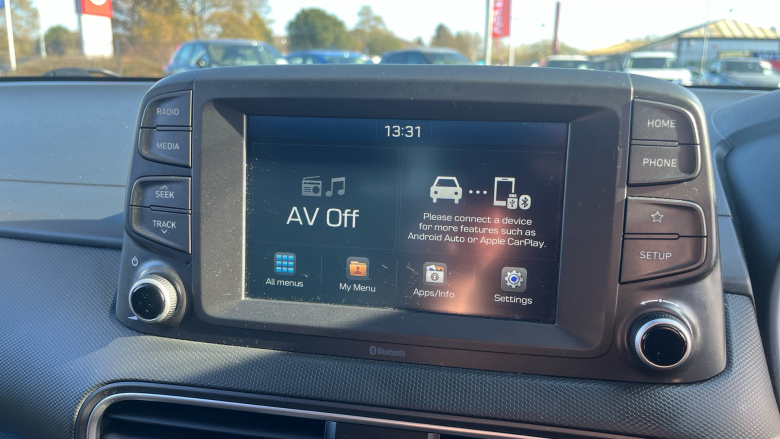 RADIO
MEDIA
SEEK
TRACK
13:31
AV Off
Please connect a device
for more features such as
Android Auto or Apple CarPlay.
All menus
My Menu
Apps/Info
Settings
HOME
PHONE
SETUP
Bluetooth